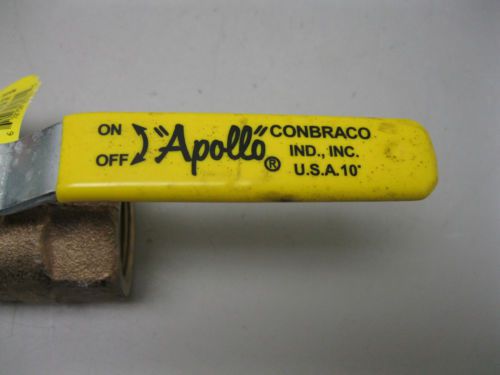 ON
OFF
"Apollo"®
CONBRACO
IND., INC.
U.S.A. 10"